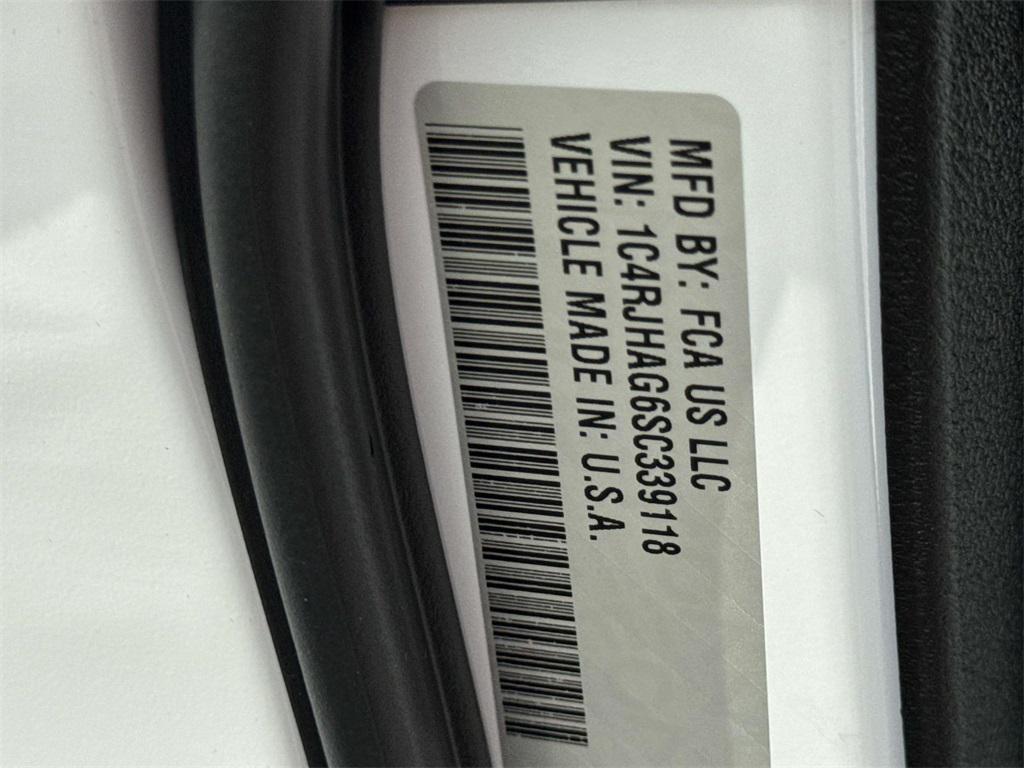 MFD BY: FCA US LLC
VIN: 1C4RJHAG6SC339118
VEHICLE MADE IN: U.S.A.